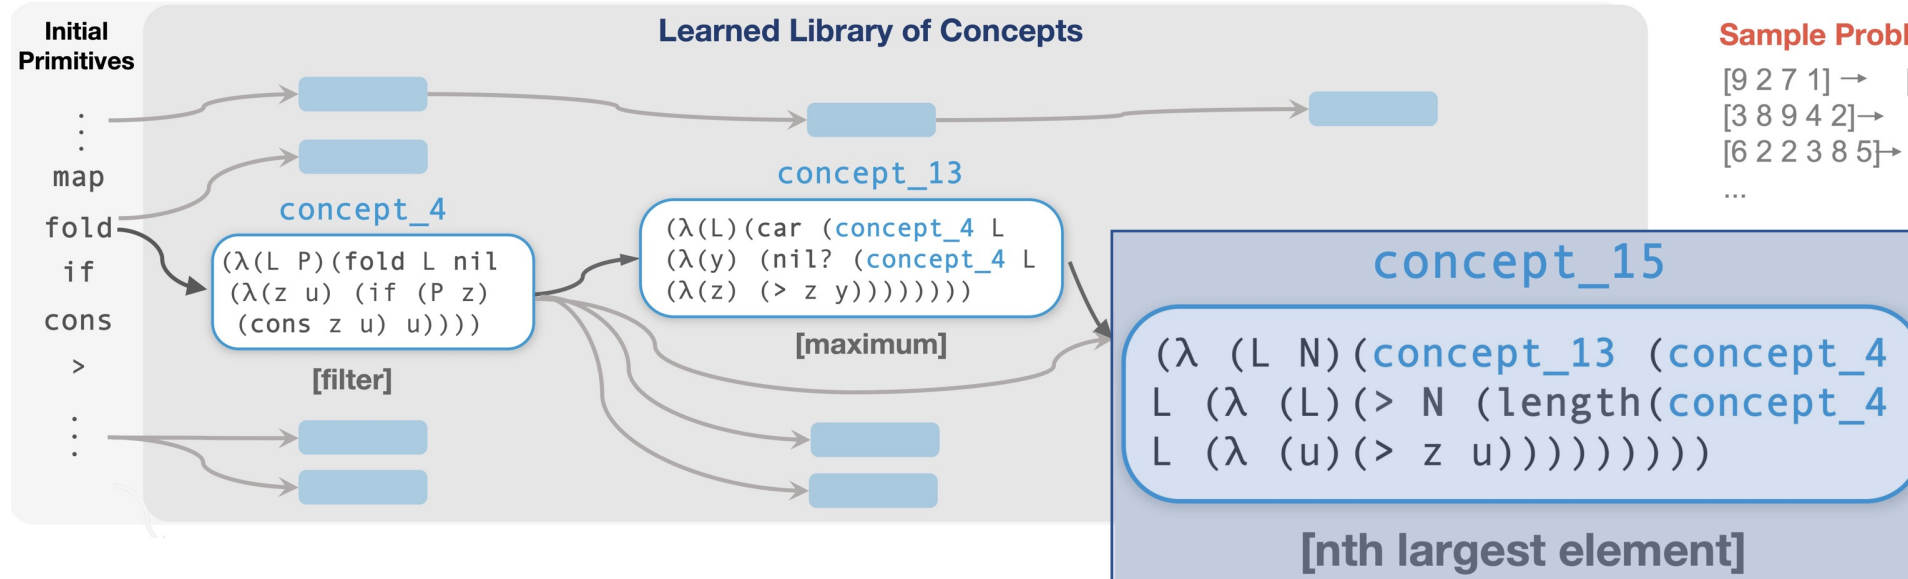 Initial
Primitives
Learned Library of Concepts
Sample Probl
[9 2 7 1] → [
[3 8 9 4 2]→
[6 2 2 3 8 5]→
...
map
fold
if
cons
>
concept_4
(λ(L P)(fold L nil
(λ(z u) (if (P z)
(cons z u) u))))
[filter]
concept_13
(λ(L)(car (concept_4 L
(λ(y) (nil? (concept_4 L
(λ(z) (> z y))))))))
[maximum]
concept_15
(λ (L N)(concept_13 (concept_4
L (λ (L)(> N (length(concept_4
L (λ (u)(> z u)))))))))
[nth largest element]